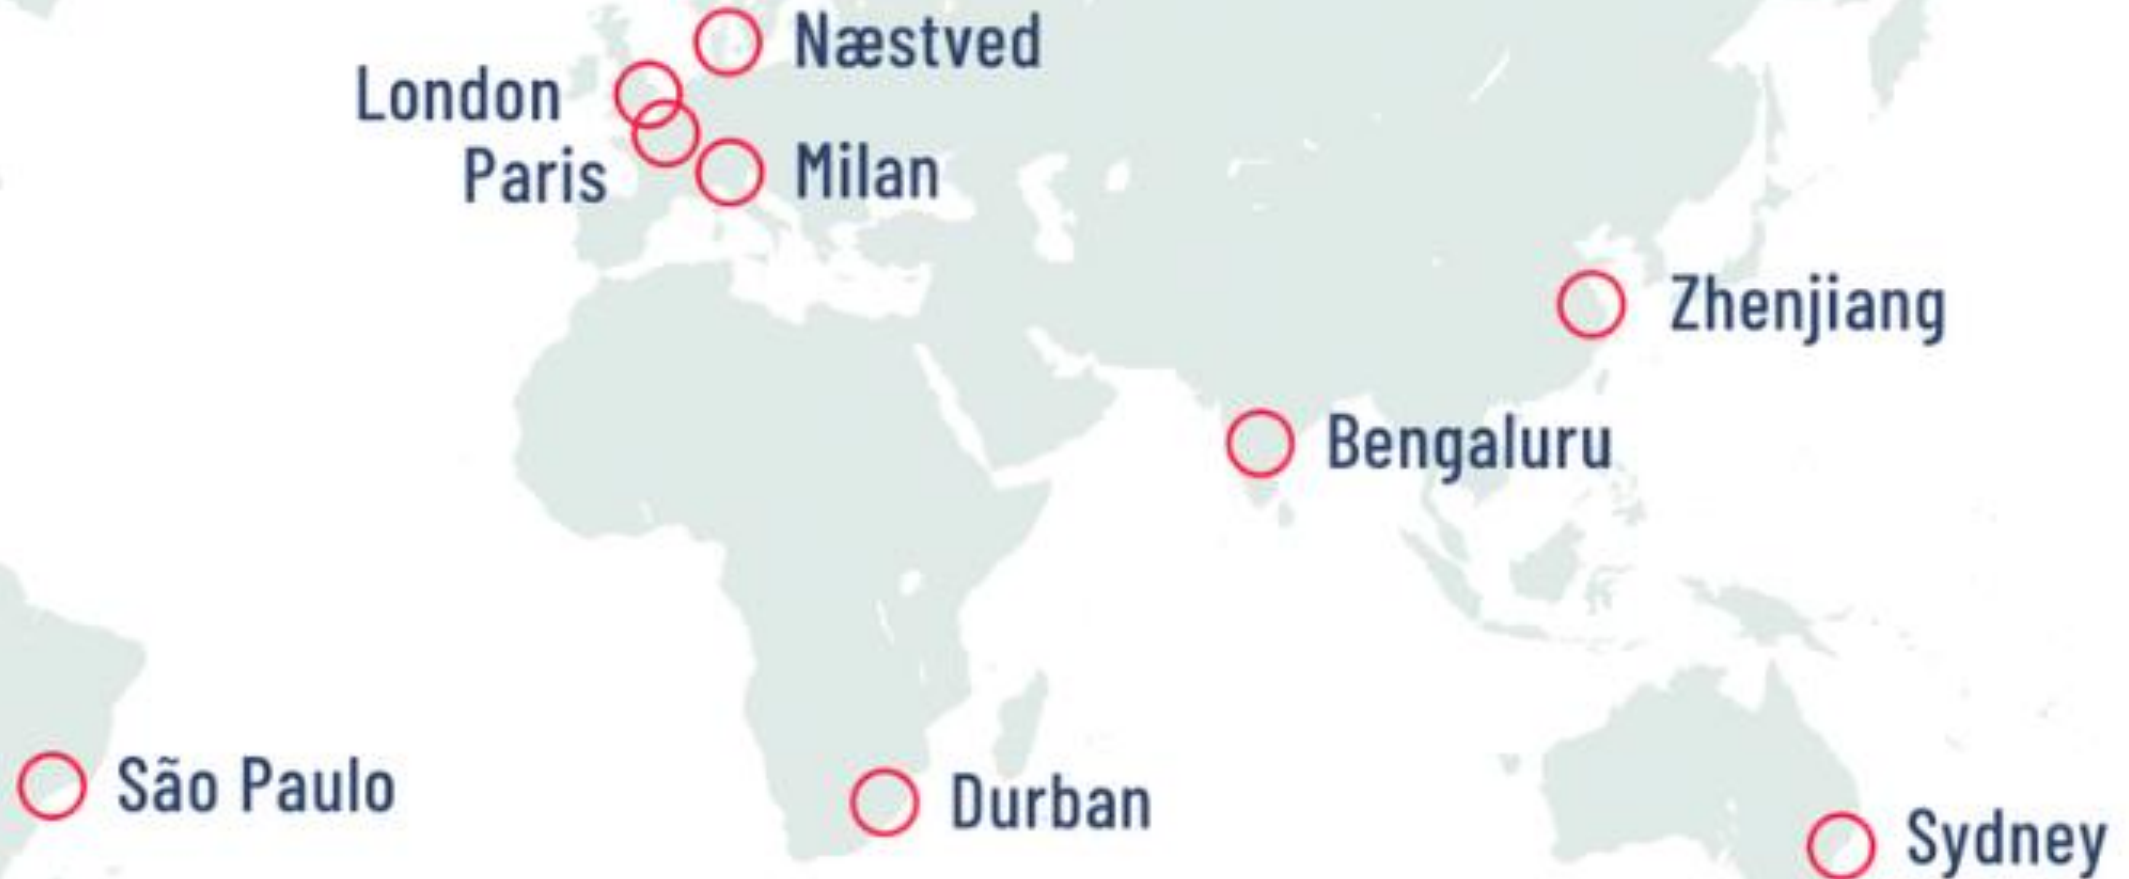 Næstved
London
Paris
Milan
Zhenjiang
Bengaluru
São Paulo
Durban
Sydney